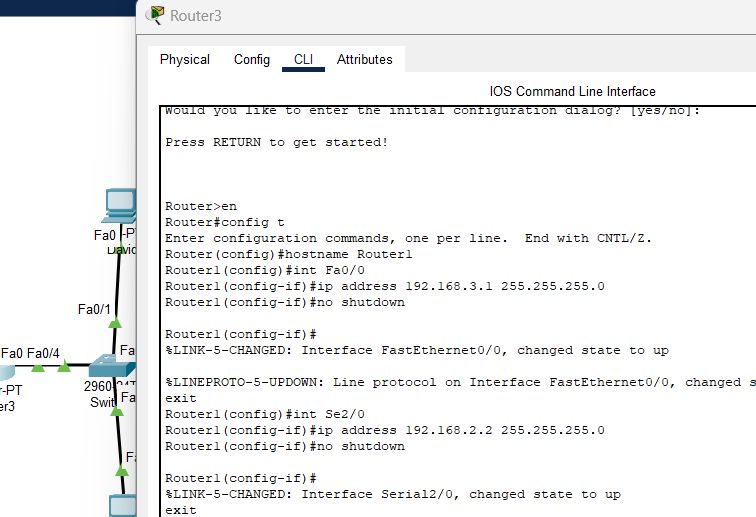 Router3
Physical
Config
CLI
Attributes
IOS Command Line Interface
Would you like to enter the initial configuration dialog? [yes/no]:
Press RETURN to get started!
Router>en
Router#config t
Enter configuration commands, one per line.  End with CNTL/Z.
Router(config)#hostname Router1
Router1(config)#int Fa0/0
Router1(config-if)#ip address 192.168.3.1 255.255.255.0
Router1(config-if)#no shutdown
Router1(config-if)#
%LINK-5-CHANGED: Interface FastEthernet0/0, changed state to up
%LINEPROTO-5-UPDOWN: Line protocol on Interface FastEthernet0/0, changed s
exit
Router1(config)#int Se2/0
Router1(config-if)#ip address 192.168.2.2 255.255.255.0
Router1(config-if)#no shutdown
Router1(config-if)#
%LINK-5-CHANGED: Interface Serial2/0, changed state to up
exit
Fa0
-P
David
Fa0/1
Fa0 Fa0/4
Fa
r-PT
er3
2960
Swit
Fa
F